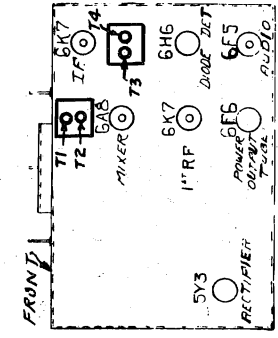 6K7
IF
T4
T3
6H6
DIODE DET
6F5
AUDIO
T1
T2
6A8
MIXER
6K7
1ST RF
6F6
POWER
OUTPUT
TUBE
5Y3
RECTIFIER
FRONT